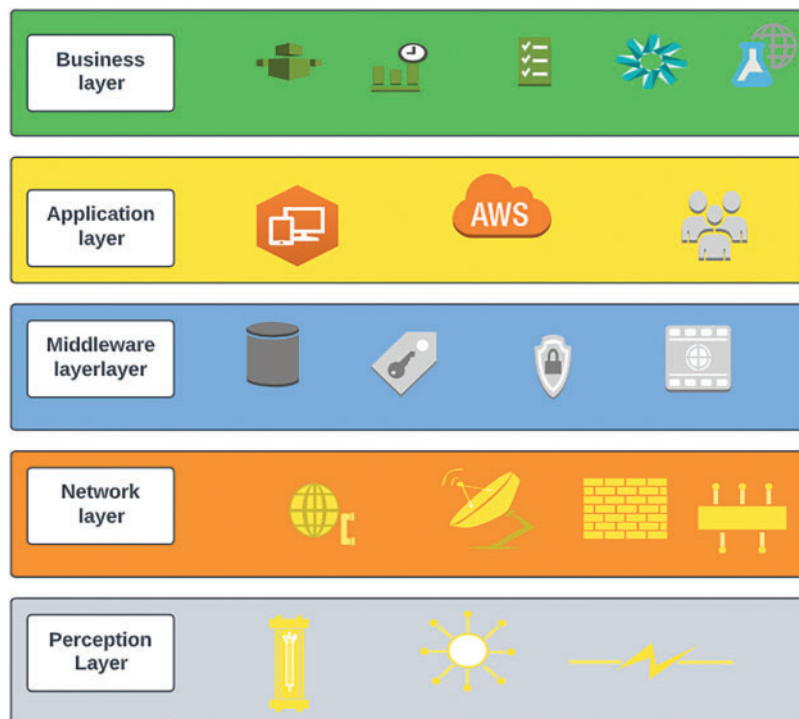 Business
layer
Application
layer
AWS
Middleware
layerlayer
Network
layer
Perception
Layer